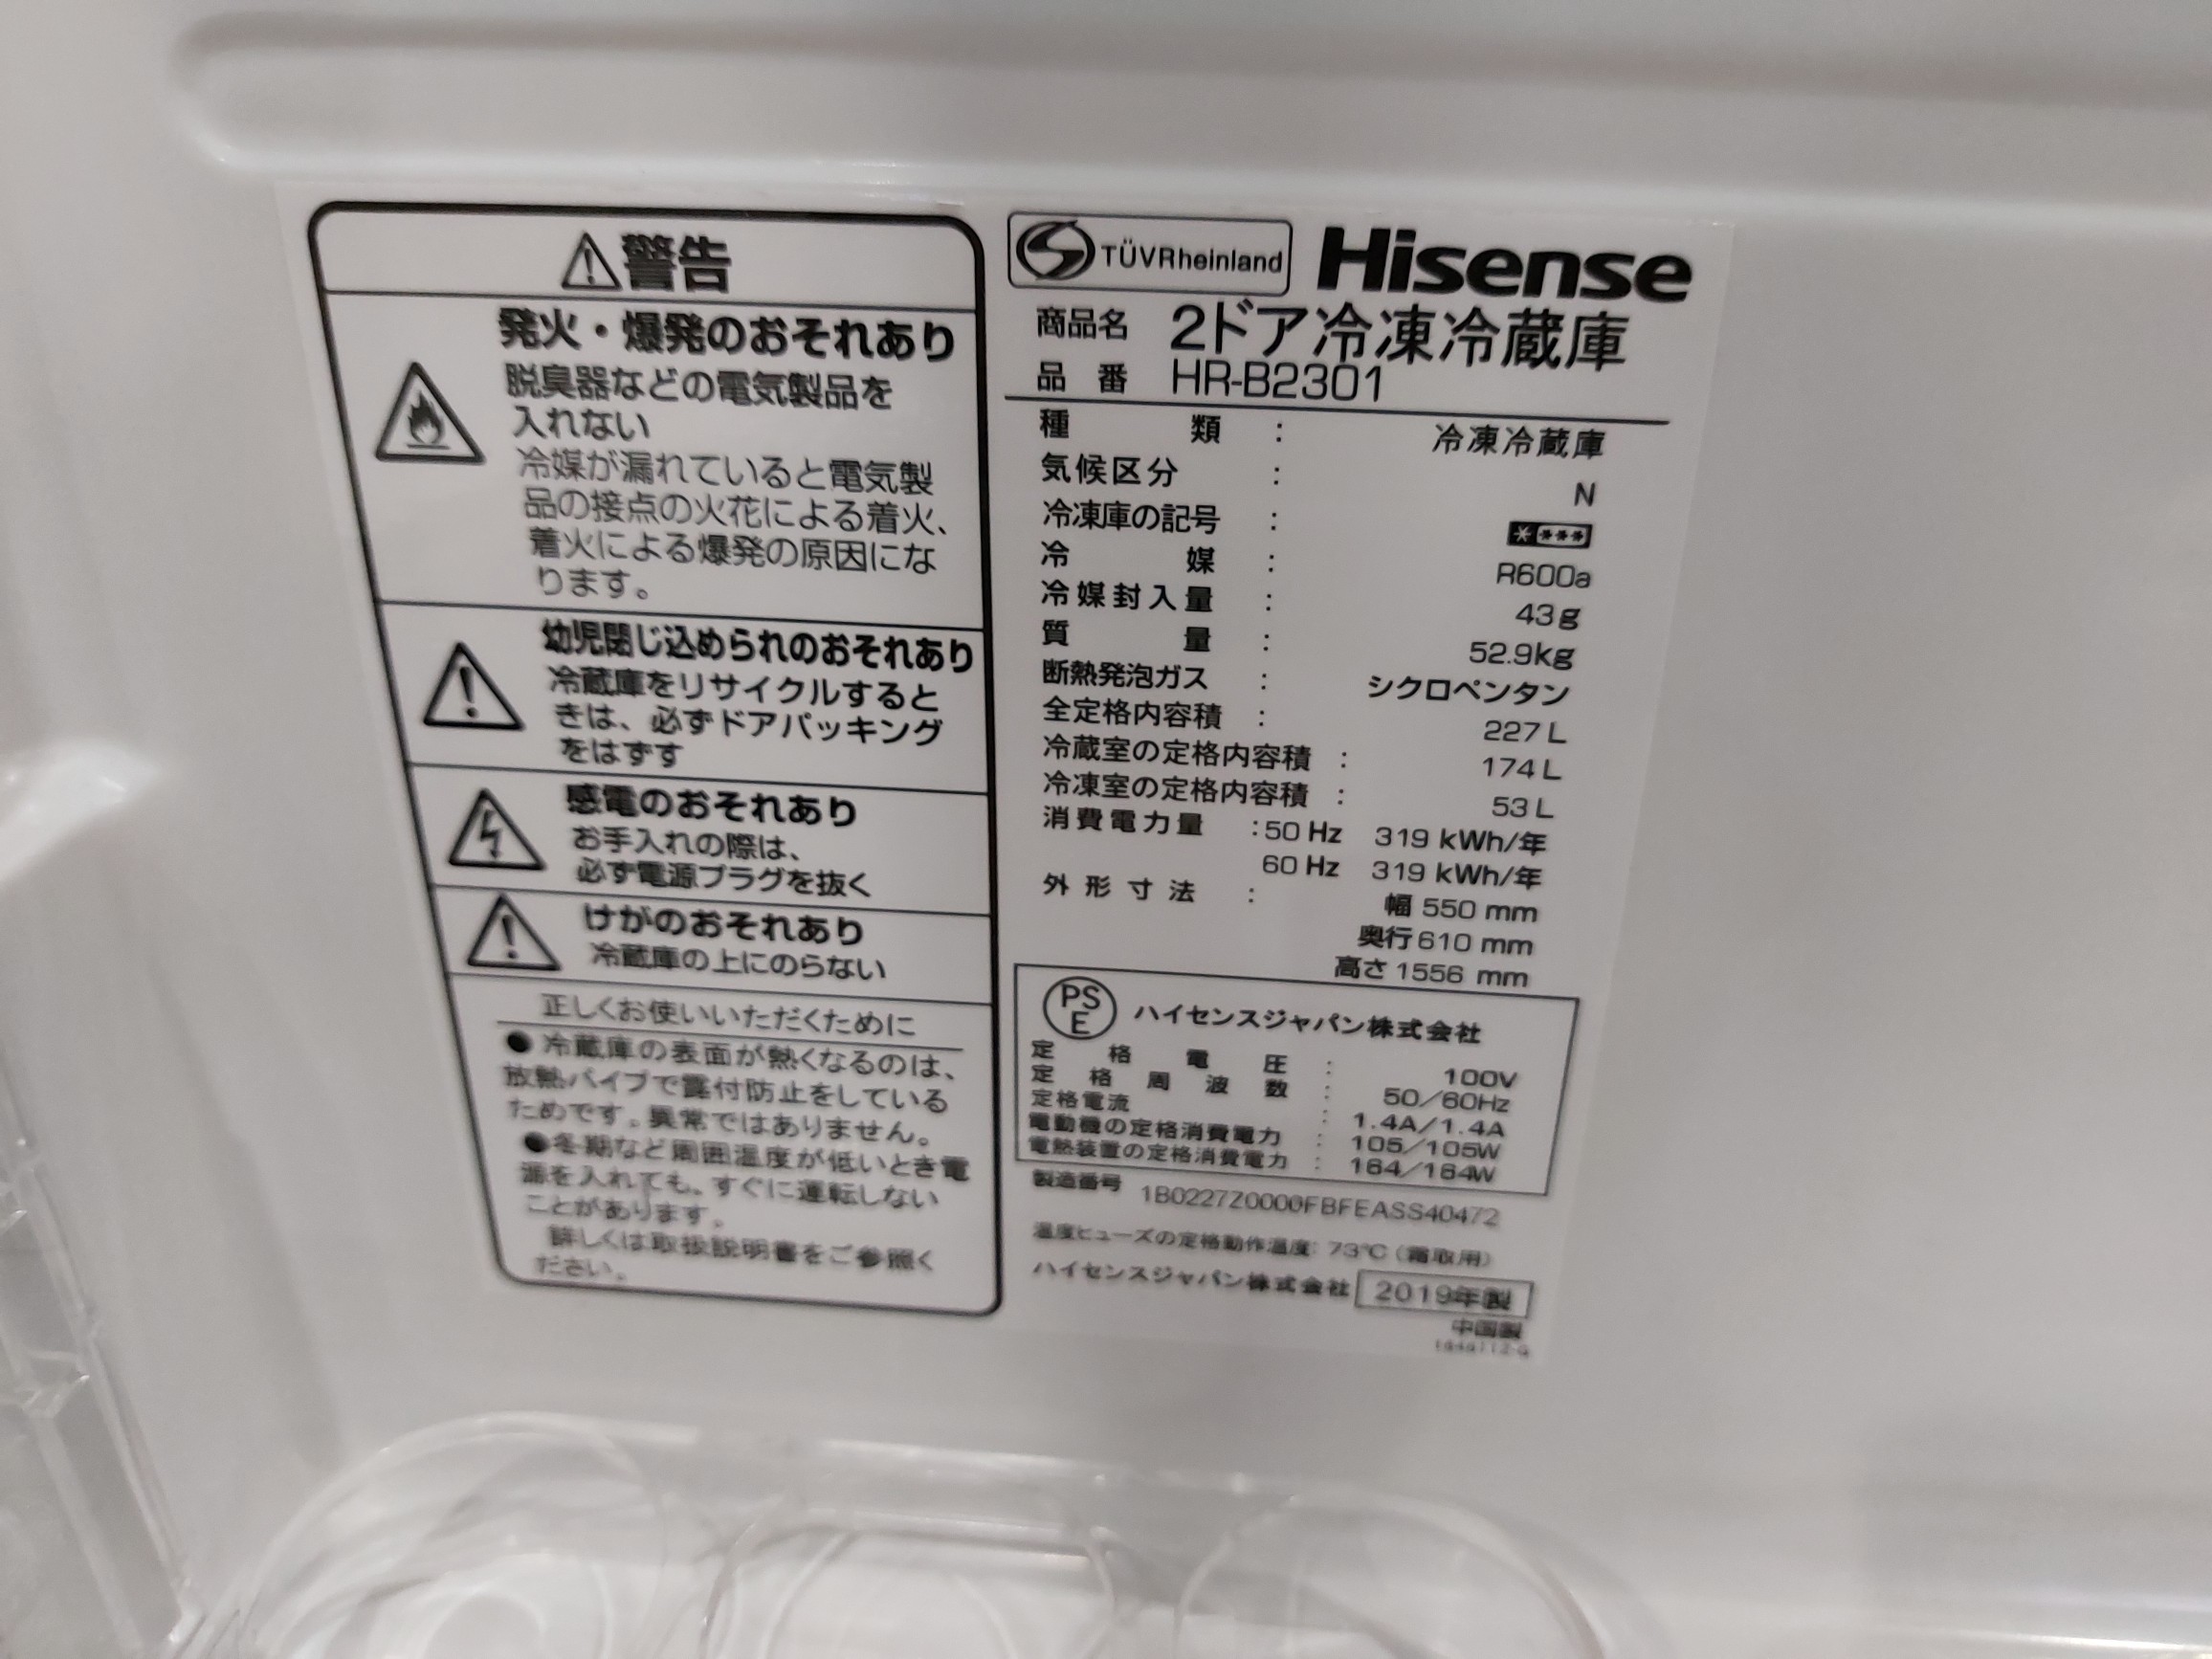 警告
発火・爆発のおそれあり
脱臭器などの電気製品を
入れない
冷媒が漏れていると電気製
品の接点の火花による着火、
着火による爆発の原因にな
ります。
幼児閉じ込められのおそれあり
冷蔵庫をリサイクルすると
きは、必ずドアパッキング
をはずす
感電のおそれあり
お手入れの際は、
必ず電源プラグを抜く
けがのおそれあり
冷蔵庫の上にのらない
正しくお使いいただくために
●冷蔵庫の表面が熱くなるのは、
放熱パイプで露付防止をしている
ためです。異常ではありません。
●冬期など周囲温度が低いとき電
源を入れても、すぐに運転しない
ことがあります。
詳しくは取扱説明書をご参照く
ださい。
TÜVRheinland Hisense
商品名 2ドア冷凍冷蔵庫
品番 HR-B2301
種類 : 冷凍冷蔵庫
気候区分 : N
冷凍庫の記号 : * ***
冷媒 : R600a
冷媒封入量 : 43g
質量 : 52.9kg
断熱発泡ガス : シクロペンタン
全定格内容積 : 227L
冷蔵室の定格内容積 : 174L
冷凍室の定格内容積 : 53L
消費電力量 : 50 Hz 319 kWh/年
60 Hz 319 kWh/年
外形寸法 : 幅 550 mm
奥行 610 mm
高さ 1556 mm
PSE ハイセンスジャパン株式会社
定格電圧 : 100V
定格周波数 : 50/60Hz
定格電流 : 1.4A/1.4A
電動機の定格消費電力 : 105/105W
電熱装置の定格消費電力 : 164/164W
製造番号 1B0227Z0000FBFEASS40472
温度ヒューズの定格動作温度: 73℃(霜取用)
ハイセンスジャパン株式会社 2019年製
中国製